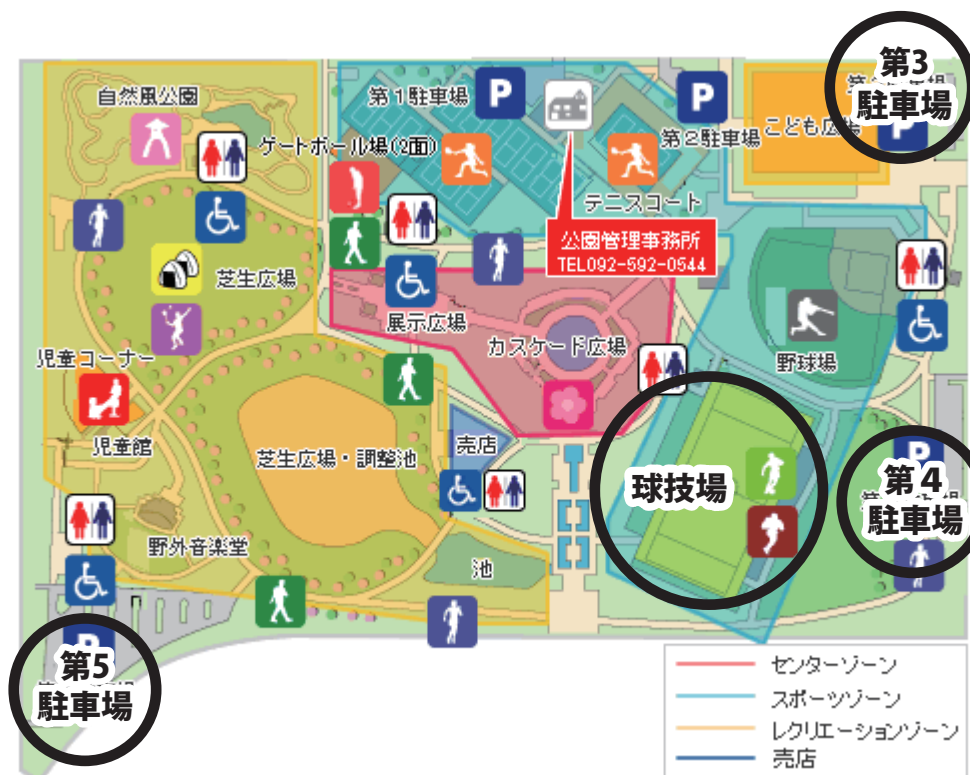 第3
駐車場
自然風公園
第1駐車場
P
P
第2駐車場
こども広場
ゲートボール場(2面)
テニスコート
公園管理事務所
TEL092-592-0544
芝生広場
展示広場
カスケード広場
野球場
児童コーナー
児童館
芝生広場・調整池
売店
球技場
第4
駐車場
野外音楽堂
池
第5
駐車場
センターゾーン
スポーツゾーン
レクリエーションゾーン
売店